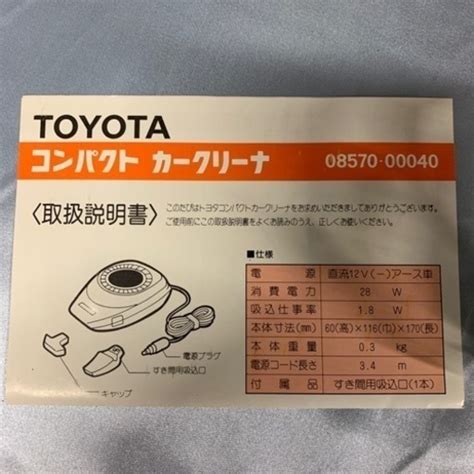 TOYOTA
コンパクト カークリーナ 08570-00040
〈取扱説明書〉
このたびはトヨタコンパクトカークリーナをお求めいただきましてありがとうございます。
ご使用前にこの取扱説明書をよくお読みのうえ、正しくお使いください。
■仕様
電源 直流12V(-)アース車
消費電力 28 W
吸込仕事率 1.8 W
本体寸法(mm) 60(高)×116(巾)×170(長)
本体重量 0.3 kg
電源コード長さ 3.4 m
付属品 すき間用吸込口(1本)
電源プラグ
すき間用吸込口
キャップ